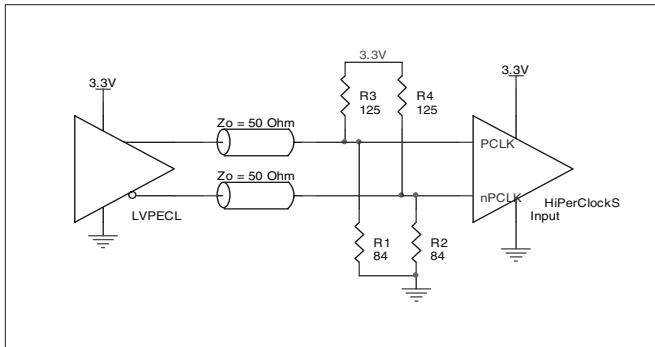 3.3V
3.3V
3.3V
R3
125
R4
125
Zo = 50 Ohm
PCLK
Zo = 50 Ohm
nPCLK
HiPerClockS
Input
LVPECL
R1
84
R2
84